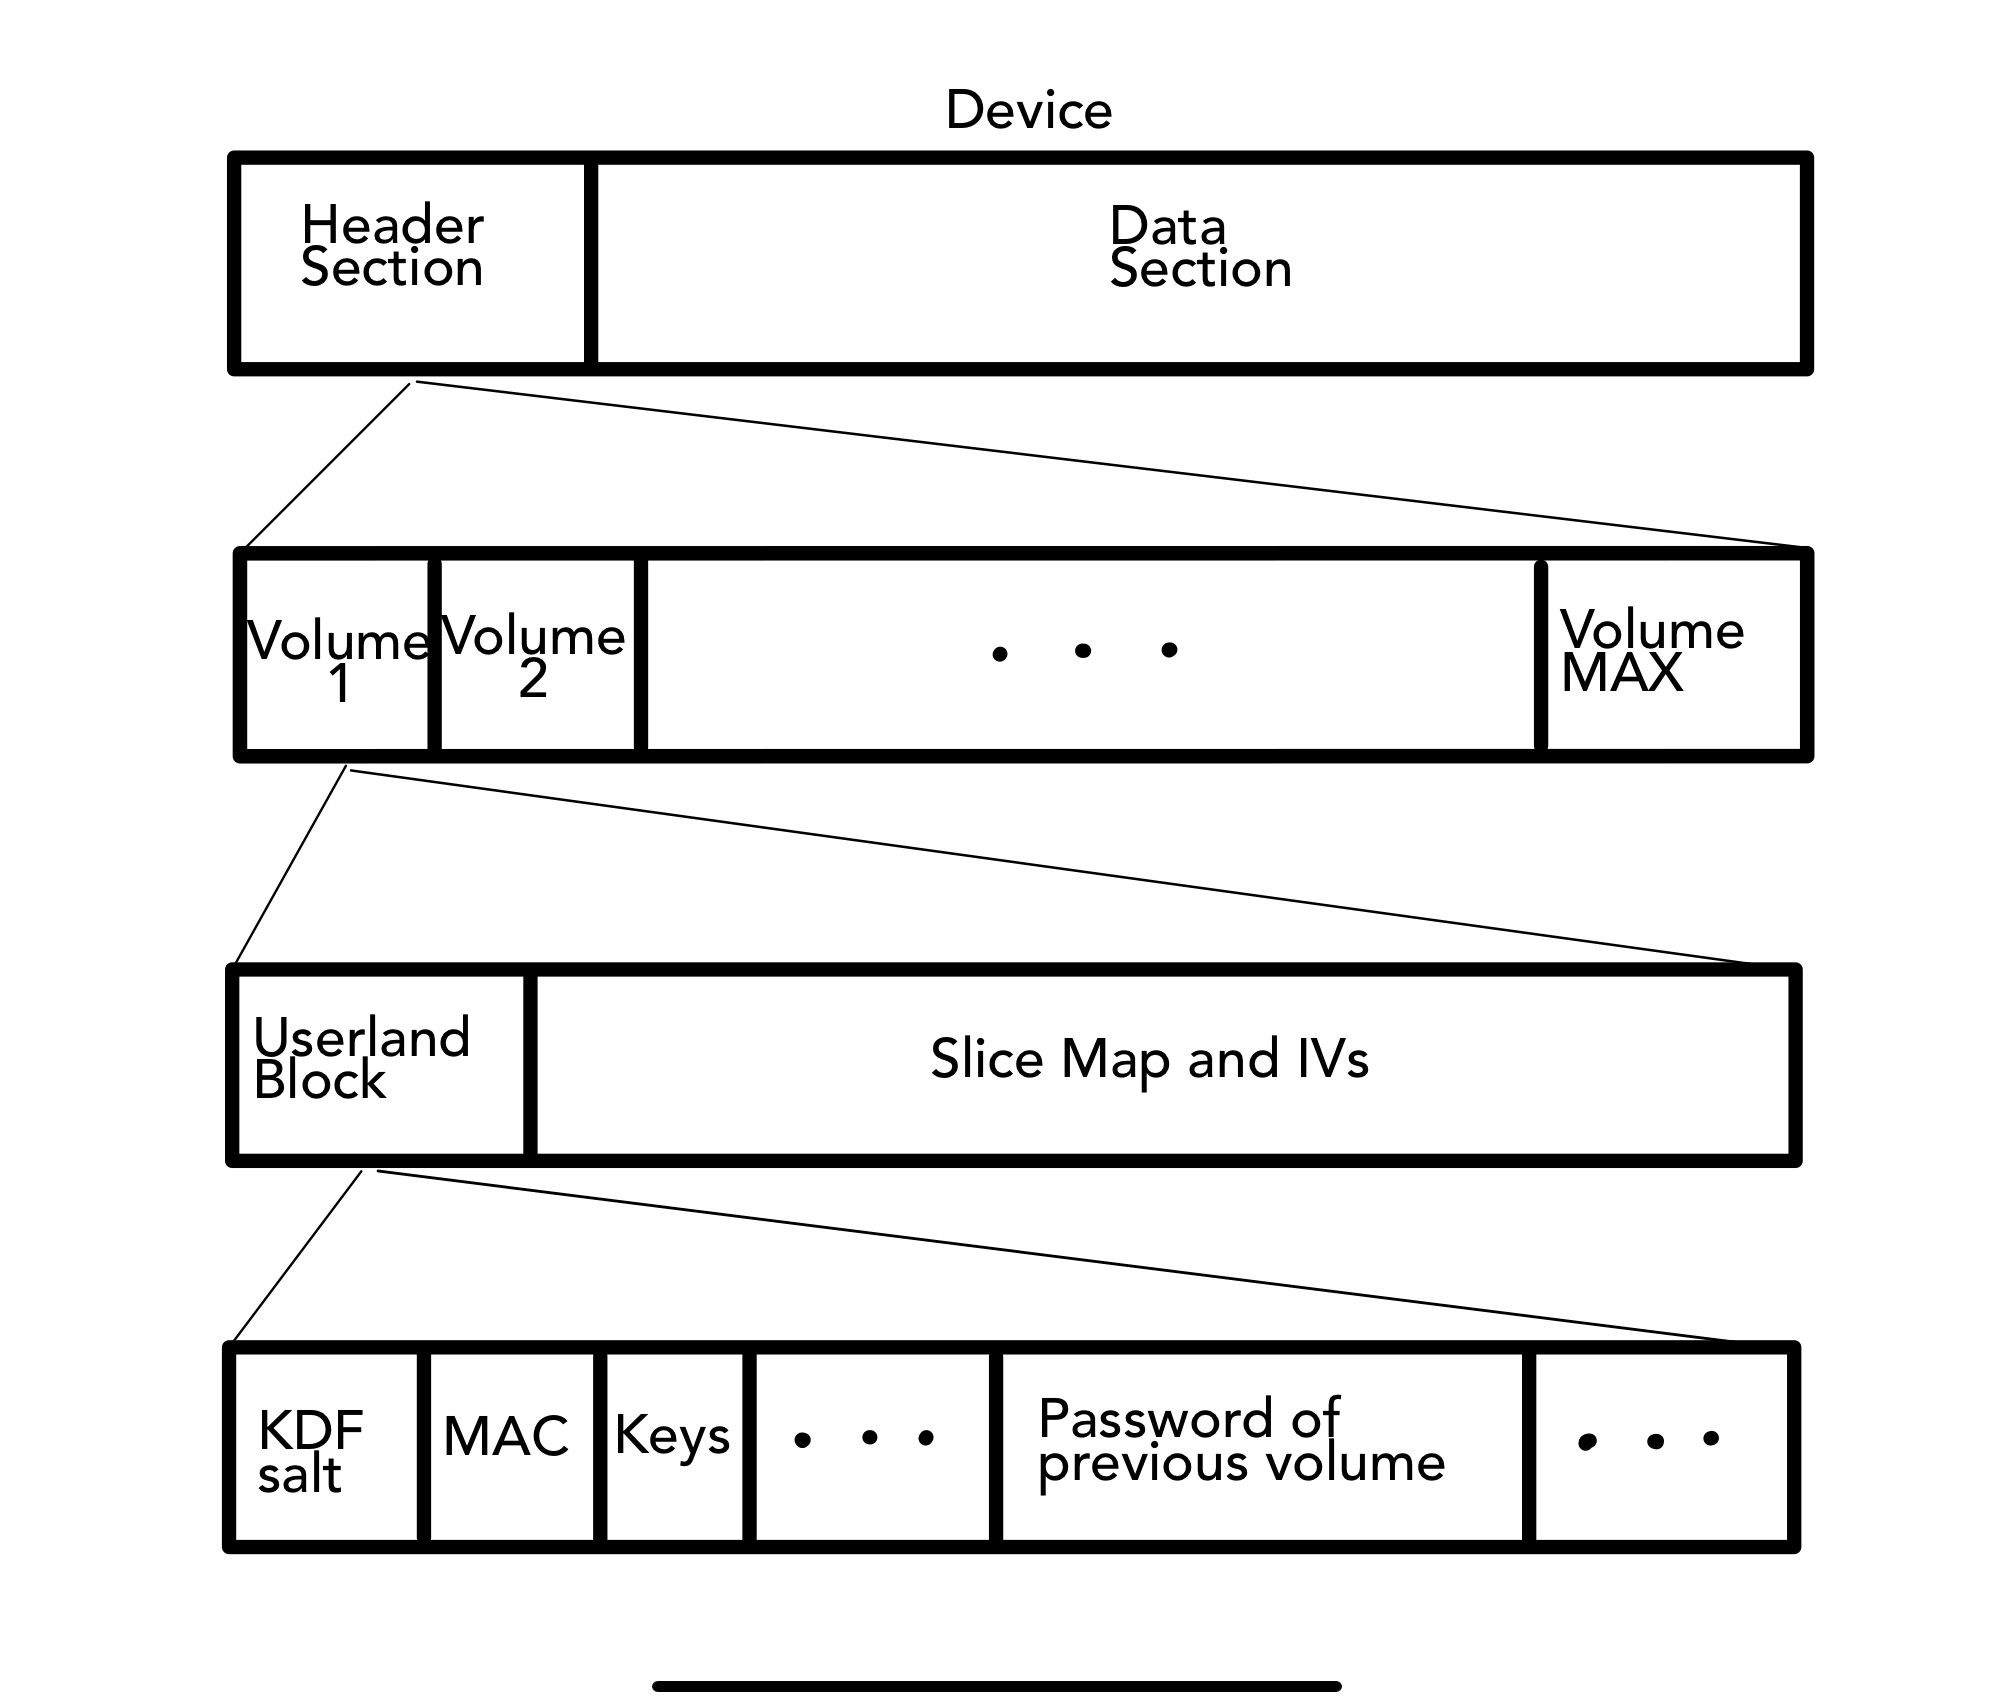 Device
Header
Section
Data
Section
Volume
1
Volume
2
. . .
Volume
MAX
Userland
Block
Slice Map and IVs
KDF
salt
MAC
Keys
. . .
Password of
previous volume
. . .